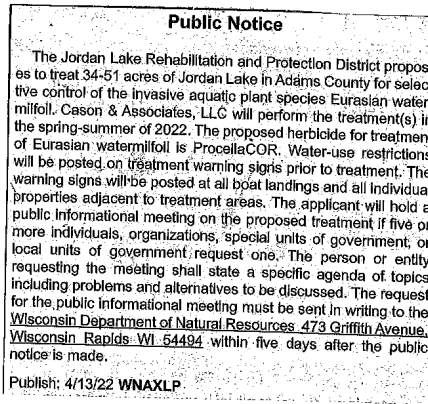 Public Notice
The Jordan Lake Rehabilitation and Protection District propos
es to treat 34-51 acres of Jordan Lake in Adams County for selec
tive control of the invasive aquatic plant species Eurasian water
milfoil. Cason & Associates, LLC will perform the treatment(s) in
the spring-summer of 2022. The proposed herbicide for treatmen
of Eurasian watermilfoil is ProcellaCOR. Water-use restrictions
will be posted on treatment warning signs prior to treatment. The
warning signs will be posted at all boat landings and all individua
properties adjacent to treatment areas. The applicant will hold a
public informational meeting on the proposed treatment if five or
more individuals, organizations, special units of government, or
local units of government request one. The person or entity
requesting the meeting shall state a specific agenda of topics
including problems and alternatives to be discussed. The request
for the public informational meeting must be sent in writing to the
Wisconsin Department of Natural Resources 473 Griffith Avenue,
Wisconsin Rapids WI 54494 within five days after the public
notice is made.
Publish: 4/13/22 WNAXLP